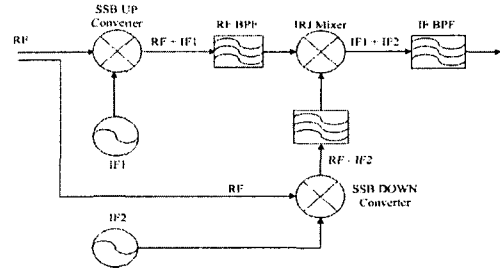 SSB UP
Converter
RF
RF + IF1
RF BPF
IRJ Mixer
IF1 + IF2
IF BPF
IF1
RF - IF2
RF
SSB DOWN
Converter
IF2